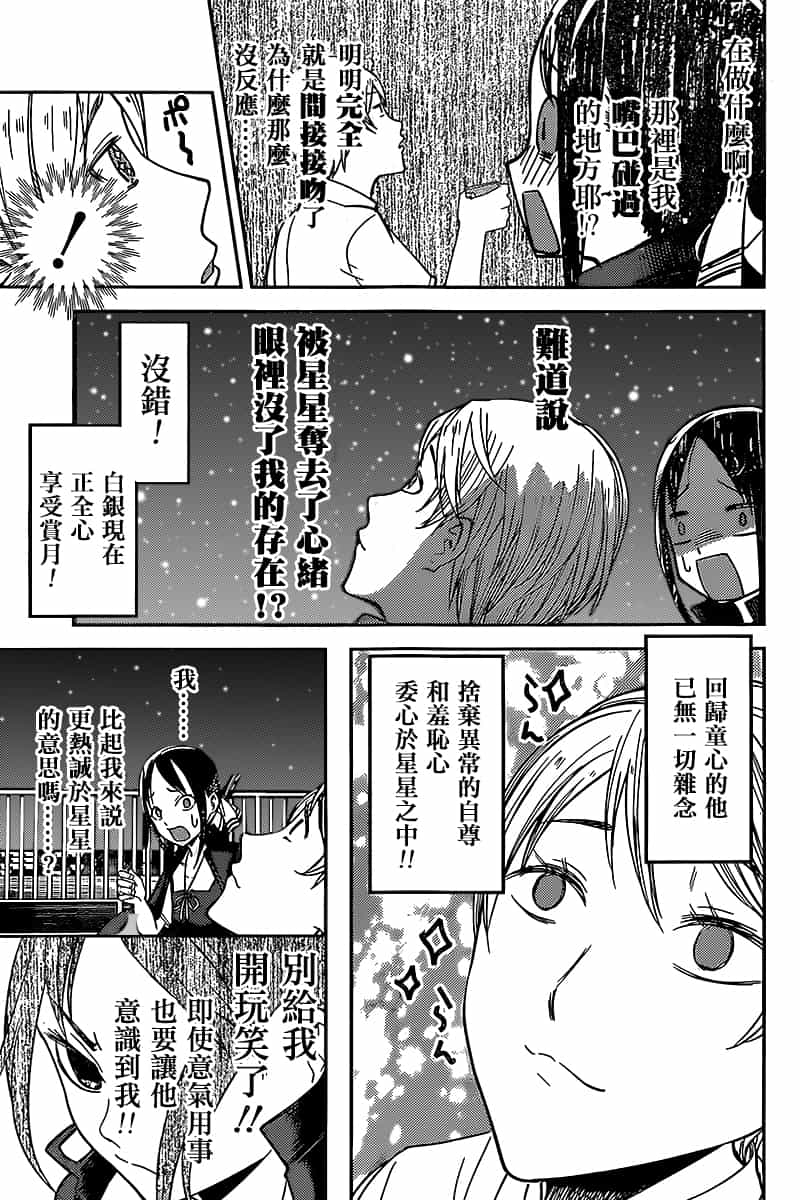 在做什麼啊!!
那裡是我
嘴巴碰過
的地方耶!?
明明完全
就是間接接吻了
為什麼那麼
沒反應……
ポ～
！
難道說
被星星奪去了心緒
眼裡沒了我的存在!?
沒錯！
白銀現在
正全心
享受賞月！
回歸童心的他
已無一切雜念
捨棄異常的自尊
和羞恥心
委心於星星之中!!
我……
比起我來說
更熱誠於星星
的意思嗎……？
別給我
開玩笑了!!
即使意氣用事
也要讓他
意識到我!!